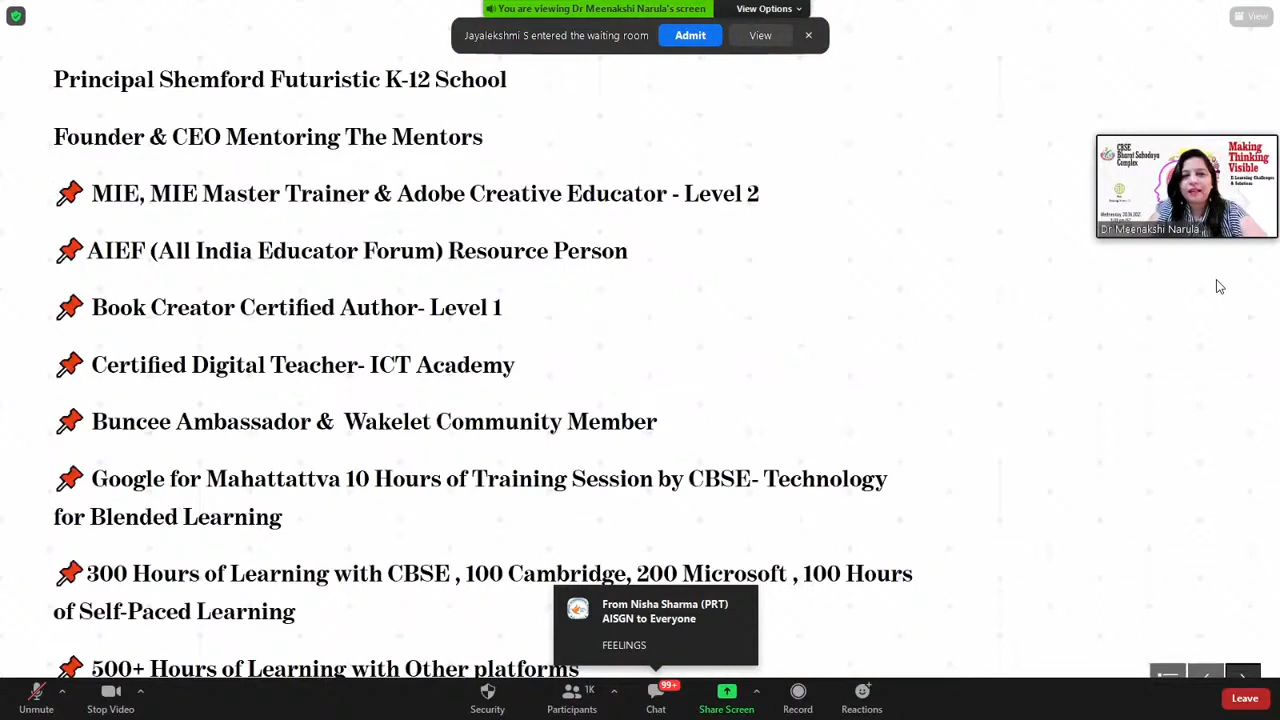 You are viewing Dr Meenakshi Narula's screen
View Options
View
Jayalekshmi S entered the waiting room
Admit
View
Principal Shemford Futuristic K-12 School
Founder & CEO Mentoring The Mentors
MIE, MIE Master Trainer & Adobe Creative Educator - Level 2
AIEF (All India Educator Forum) Resource Person
Book Creator Certified Author- Level 1
Certified Digital Teacher- ICT Academy
Buncee Ambassador & Wakelet Community Member
Google for Mahattattva 10 Hours of Training Session by CBSE- Technology
for Blended Learning
300 Hours of Learning with CBSE , 100 Cambridge, 200 Microsoft , 100 Hours
of Self-Paced Learning
500+ Hours of Learning with Other platforms
CBSE
Bharat Sahodaya
Complex
Making
Thinking
Visible
Dr Meenakshi Narula
From Nisha Sharma (PRT)
AISGN to Everyone
FEELINGS
Unmute
Stop Video
Security
1K
Participants
99+
Chat
Share Screen
Record
Reactions
Leave